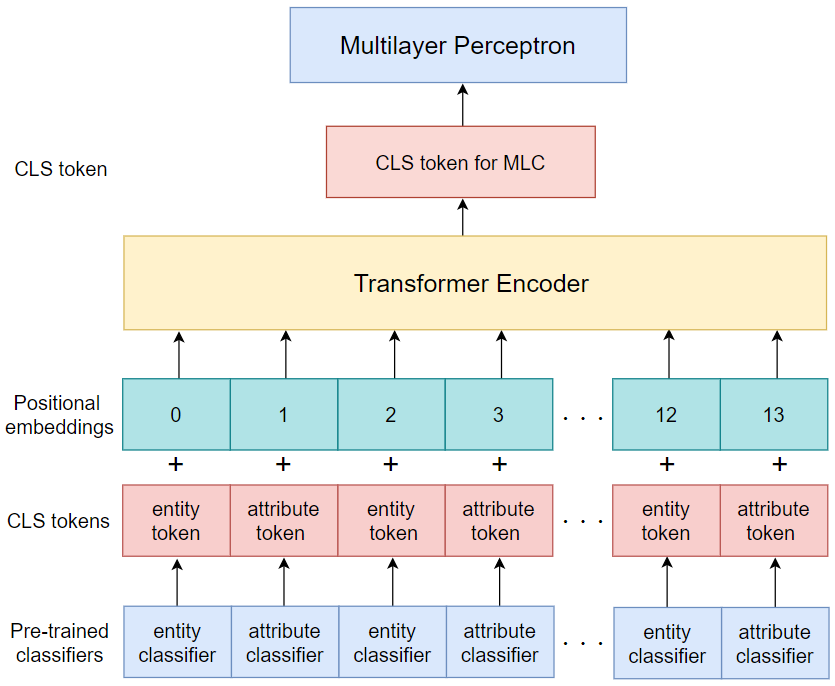 Multilayer Perceptron
CLS token
CLS token for MLC
Transformer Encoder
Positional
embeddings
0 1 2 3 . . . 12 13
+ + + + + +
CLS tokens
entity attribute entity attribute . . . entity attribute
token token token token token token
Pre-trained
classifiers
entity attribute entity attribute . . . entity attribute
classifier classifier classifier classifier classifier classifier